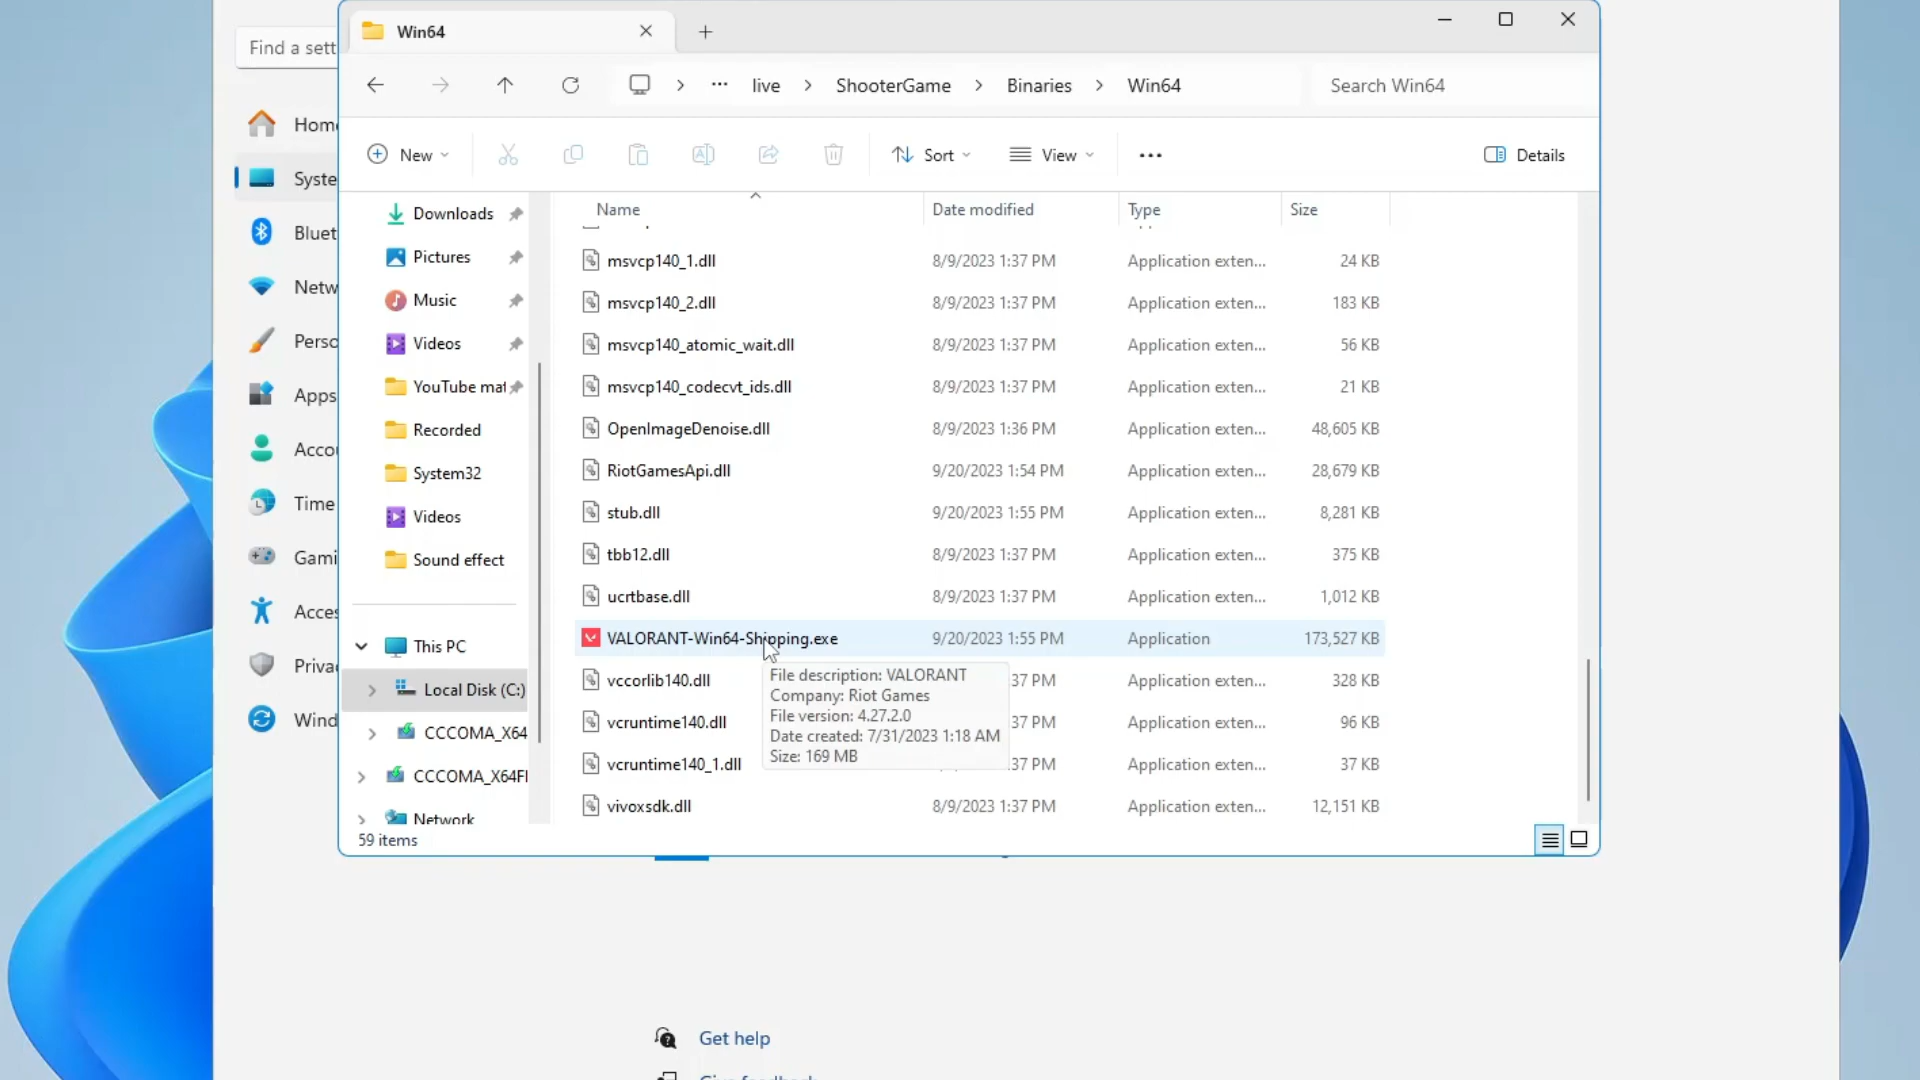 Find a sett
Home
Syste
Bluet
Netw
Perso
Apps
Accou
Time
Gami
Acces
Priva
Wind
Win64
live
ShooterGame
Binaries
Win64
Search Win64
New
Sort
View
Details
Downloads
Pictures
Music
Videos
YouTube mat
Recorded
System32
Videos
Sound effect
This PC
Local Disk (C:)
CCCOMA_X64
CCCOMA_X64F
Network
Name Date modified Type Size
msvcp140_1.dll 8/9/2023 1:37 PM Application exten... 24 KB
msvcp140_2.dll 8/9/2023 1:37 PM Application exten... 183 KB
msvcp140_atomic_wait.dll 8/9/2023 1:37 PM Application exten... 56 KB
msvcp140_codecvt_ids.dll 8/9/2023 1:37 PM Application exten... 21 KB
OpenImageDenoise.dll 8/9/2023 1:36 PM Application exten... 48,605 KB
RiotGamesApi.dll 9/20/2023 1:54 PM Application exten... 28,679 KB
stub.dll 9/20/2023 1:55 PM Application exten... 8,281 KB
tbb12.dll 8/9/2023 1:37 PM Application exten... 375 KB
ucrtbase.dll 8/9/2023 1:37 PM Application exten... 1,012 KB
VALORANT-Win64-Shipping.exe 9/20/2023 1:55 PM Application 173,527 KB
vccorlib140.dll 37 PM Application exten... 328 KB
vcruntime140.dll 37 PM Application exten... 96 KB
vcruntime140_1.dll 37 PM Application exten... 37 KB
vivoxsdk.dll 8/9/2023 1:37 PM Application exten... 12,151 KB
File description: VALORANT
Company: Riot Games
File version: 4.27.2.0
Date created: 7/31/2023 1:18 AM
Size: 169 MB
59 items
Get help